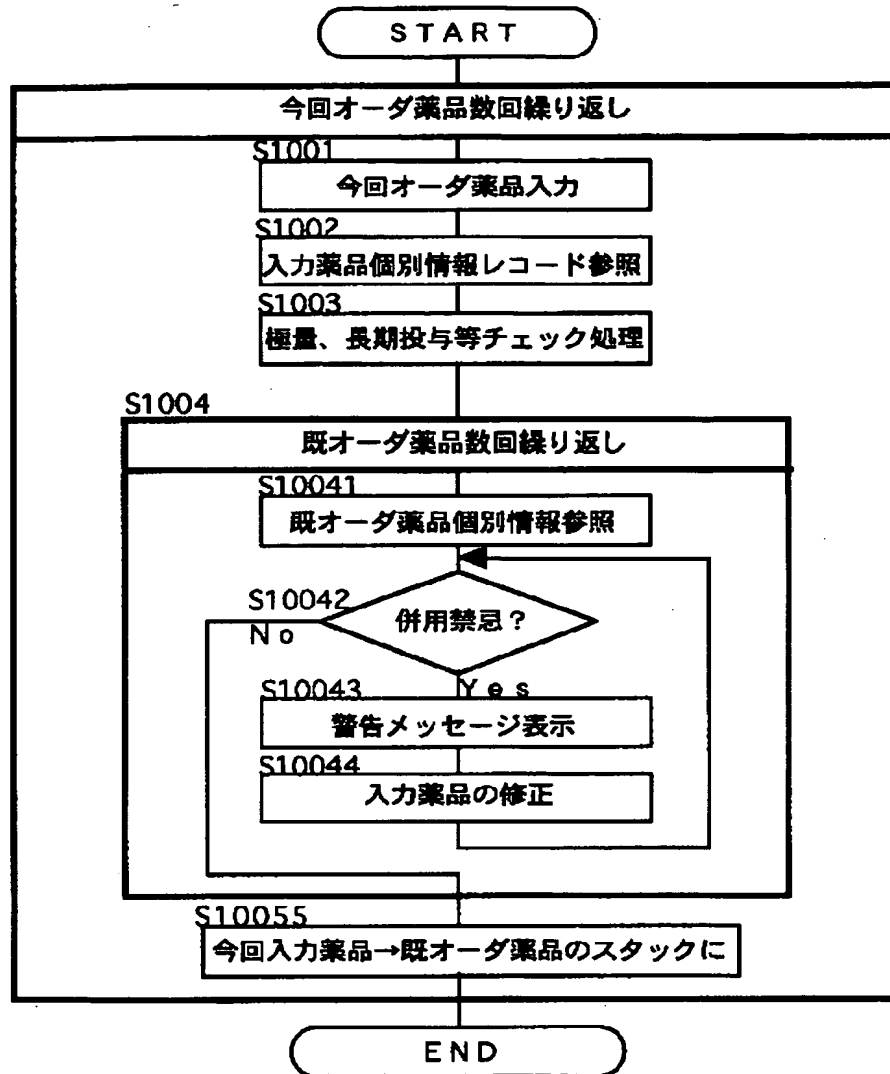 START
今回オーダ薬品数回繰り返し
S1001
今回オーダ薬品入力
S1002
入力薬品個別情報レコード参照
S1003
極量、長期投与等チェック処理
S1004
既オーダ薬品数回繰り返し
S10041
既オーダ薬品個別情報参照
S10042
併用禁忌？
No
Yes
S10043
警告メッセージ表示
S10044
入力薬品の修正
S10055
今回入力薬品→既オーダ薬品のスタックに
END